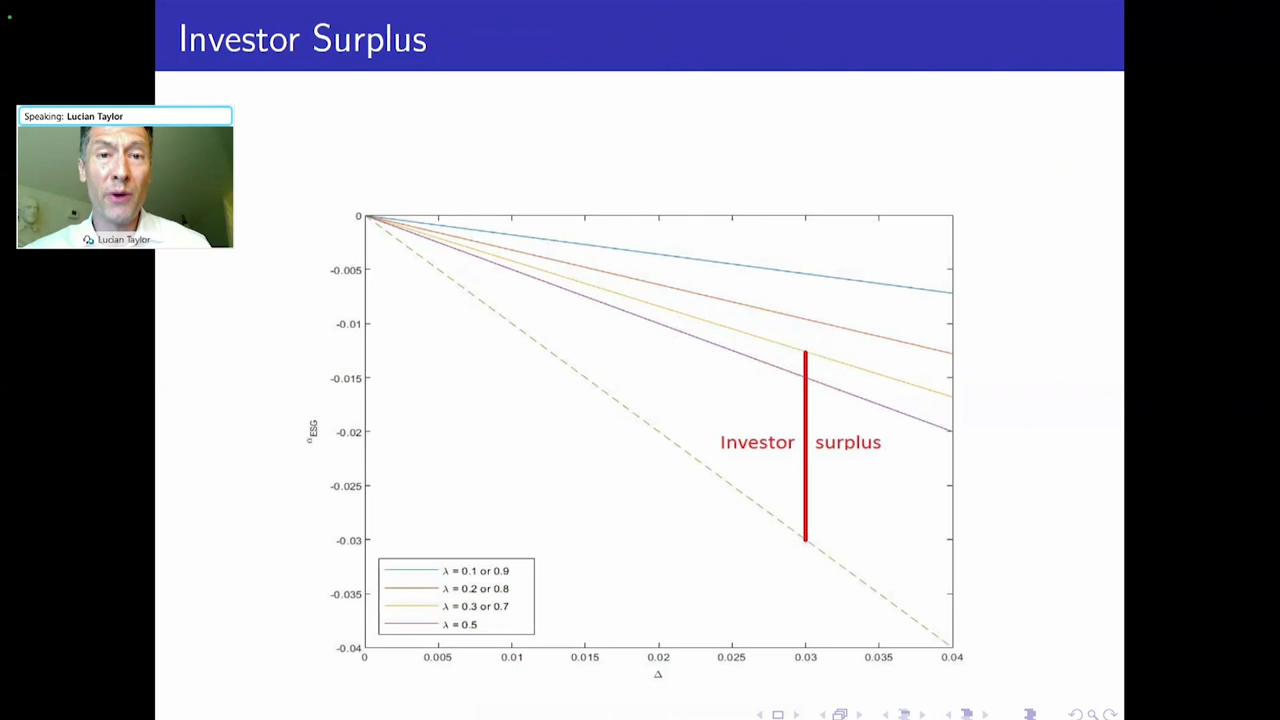 Investor Surplus
Speaking: Lucian Taylor
Lucian Taylor
0
-0.005
-0.01
-0.015
-0.02
-0.025
-0.03
-0.035
-0.04
αESG
Investor surplus
λ = 0.1 or 0.9
λ = 0.2 or 0.8
λ = 0.3 or 0.7
λ = 0.5
0 0.005 0.01 0.015 0.02 0.025 0.03 0.035 0.04
Δ